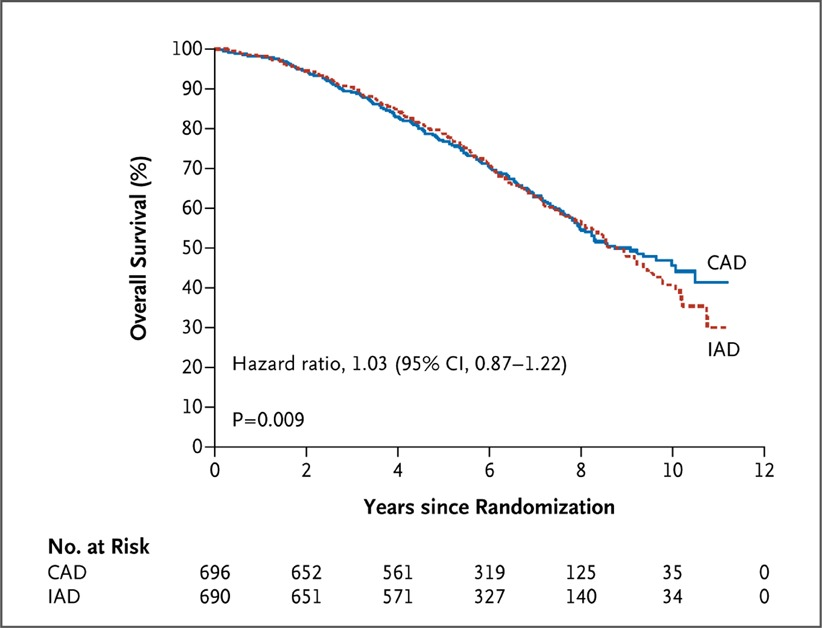 Overall Survival (%)
100
90
80
70
60
50
40
30
20
10
0
CAD
IAD
Hazard ratio, 1.03 (95% CI, 0.87–1.22)
P=0.009
0 2 4 6 8 10 12
Years since Randomization
No. at Risk
CAD 696 652 561 319 125 35 0
IAD 690 651 571 327 140 34 0